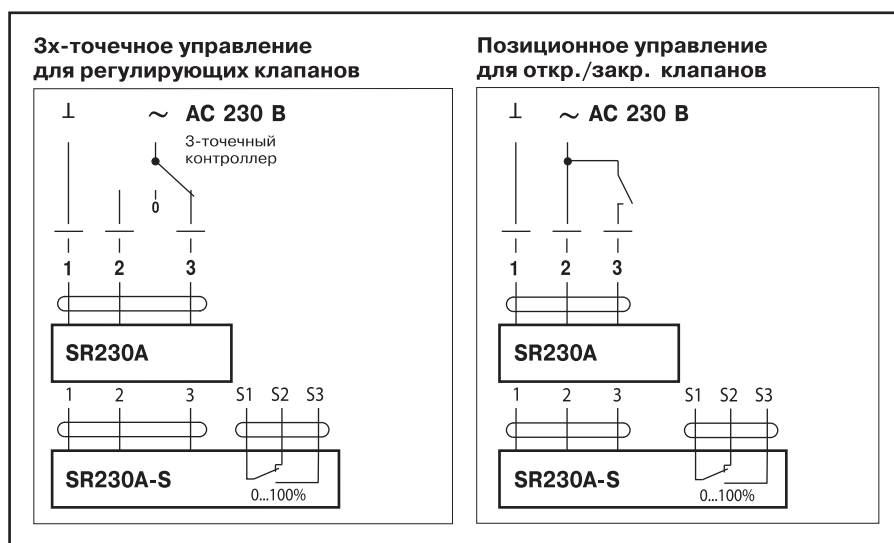 3х-точечное управление
для регулирующих клапанов
⊥ ~ AC 230 В
3-точечный
контроллер
0
1 2 3
SR230A
1 2 3 S1 S2 S3
SR230A-S
0...100%
Позиционное управление
для откр./закр. клапанов
⊥ ~ AC 230 В
1 2 3
SR230A
1 2 3 S1 S2 S3
SR230A-S
0...100%